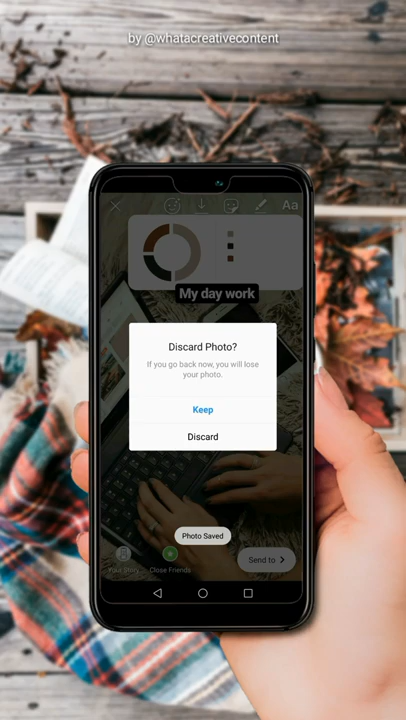 by @whatacreativecontent
Aa
My day work
Discard Photo?
If you go back now, you will lose
your photo.
Keep
Discard
Photo Saved
Send to
Your Story
Close Friends